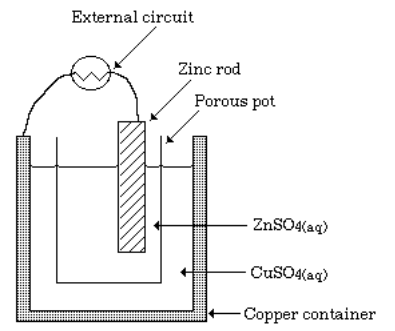 External circuit
Zinc rod
Porous pot
ZnSO4(aq)
CuSO4(aq)
Copper container